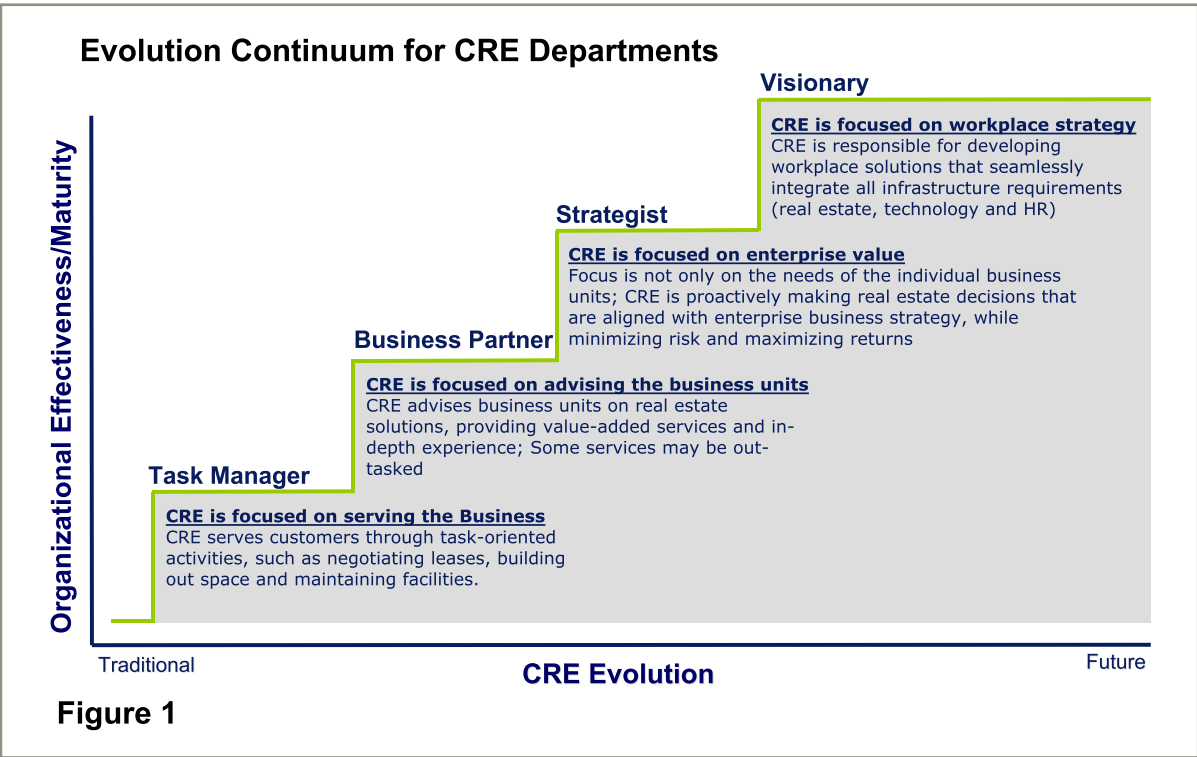 Evolution Continuum for CRE Departments
Visionary
CRE is focused on workplace strategy
CRE is responsible for developing
workplace solutions that seamlessly
integrate all infrastructure requirements
(real estate, technology and HR)
Strategist
CRE is focused on enterprise value
Focus is not only on the needs of the individual business
units; CRE is proactively making real estate decisions that
are aligned with enterprise business strategy, while
minimizing risk and maximizing returns
Business Partner
CRE is focused on advising the business units
CRE advises business units on real estate
solutions, providing value-added services and in-
depth experience; Some services may be out-
tasked
Task Manager
CRE is focused on serving the Business
CRE serves customers through task-oriented
activities, such as negotiating leases, building
out space and maintaining facilities.
Organizational Effectiveness/Maturity
Traditional
CRE Evolution
Future
Figure 1